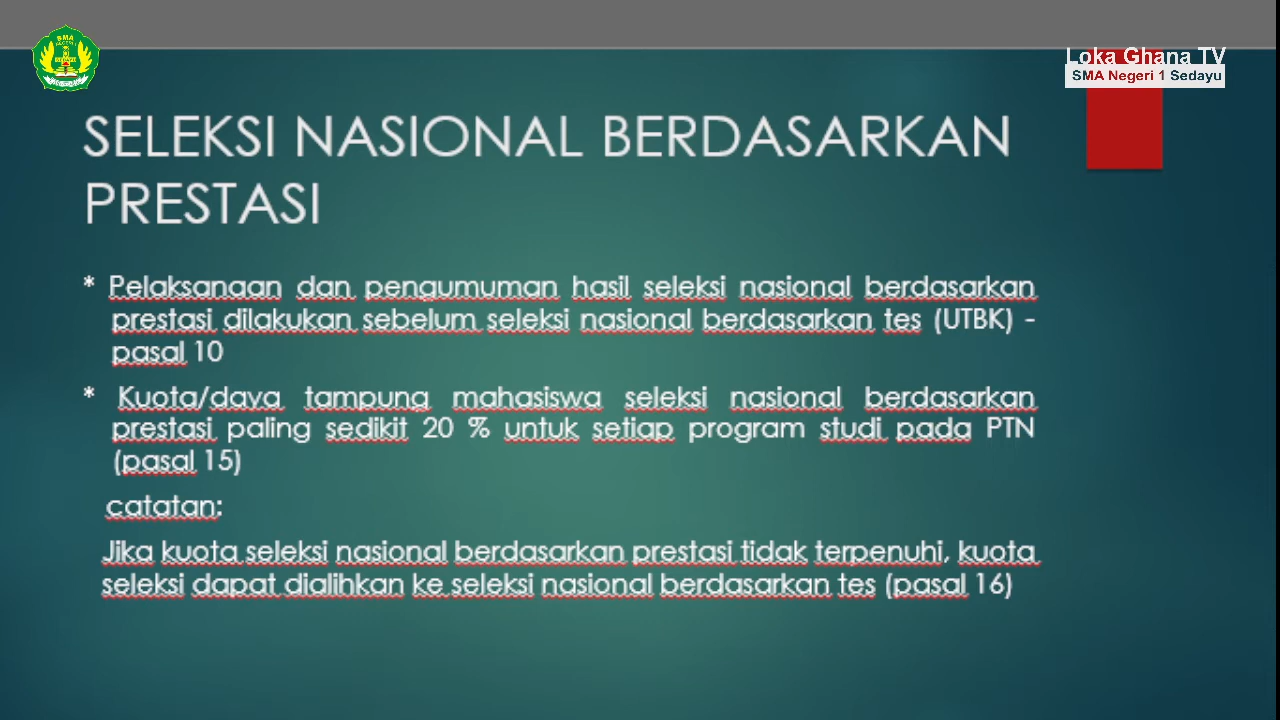 SMA
Loka Ghana TV
SMA Negeri 1 Sedayu
SELEKSI NASIONAL BERDASARKAN
PRESTASI
* Pelaksanaan dan pengumuman hasil seleksi nasional berdasarkan
prestasi dilakukan sebelum seleksi nasional berdasarkan tes (UTBK) -
pasal 10
* Kuota/daya tampung mahasiswa seleksi nasional berdasarkan
prestasi paling sedikit 20 % untuk setiap program studi pada PTN
(pasal 15)
catatan:
Jika kuota seleksi nasional berdasarkan prestasi tidak terpenuhi, kuota
seleksi dapat dialihkan ke seleksi nasional berdasarkan tes (pasal 16)